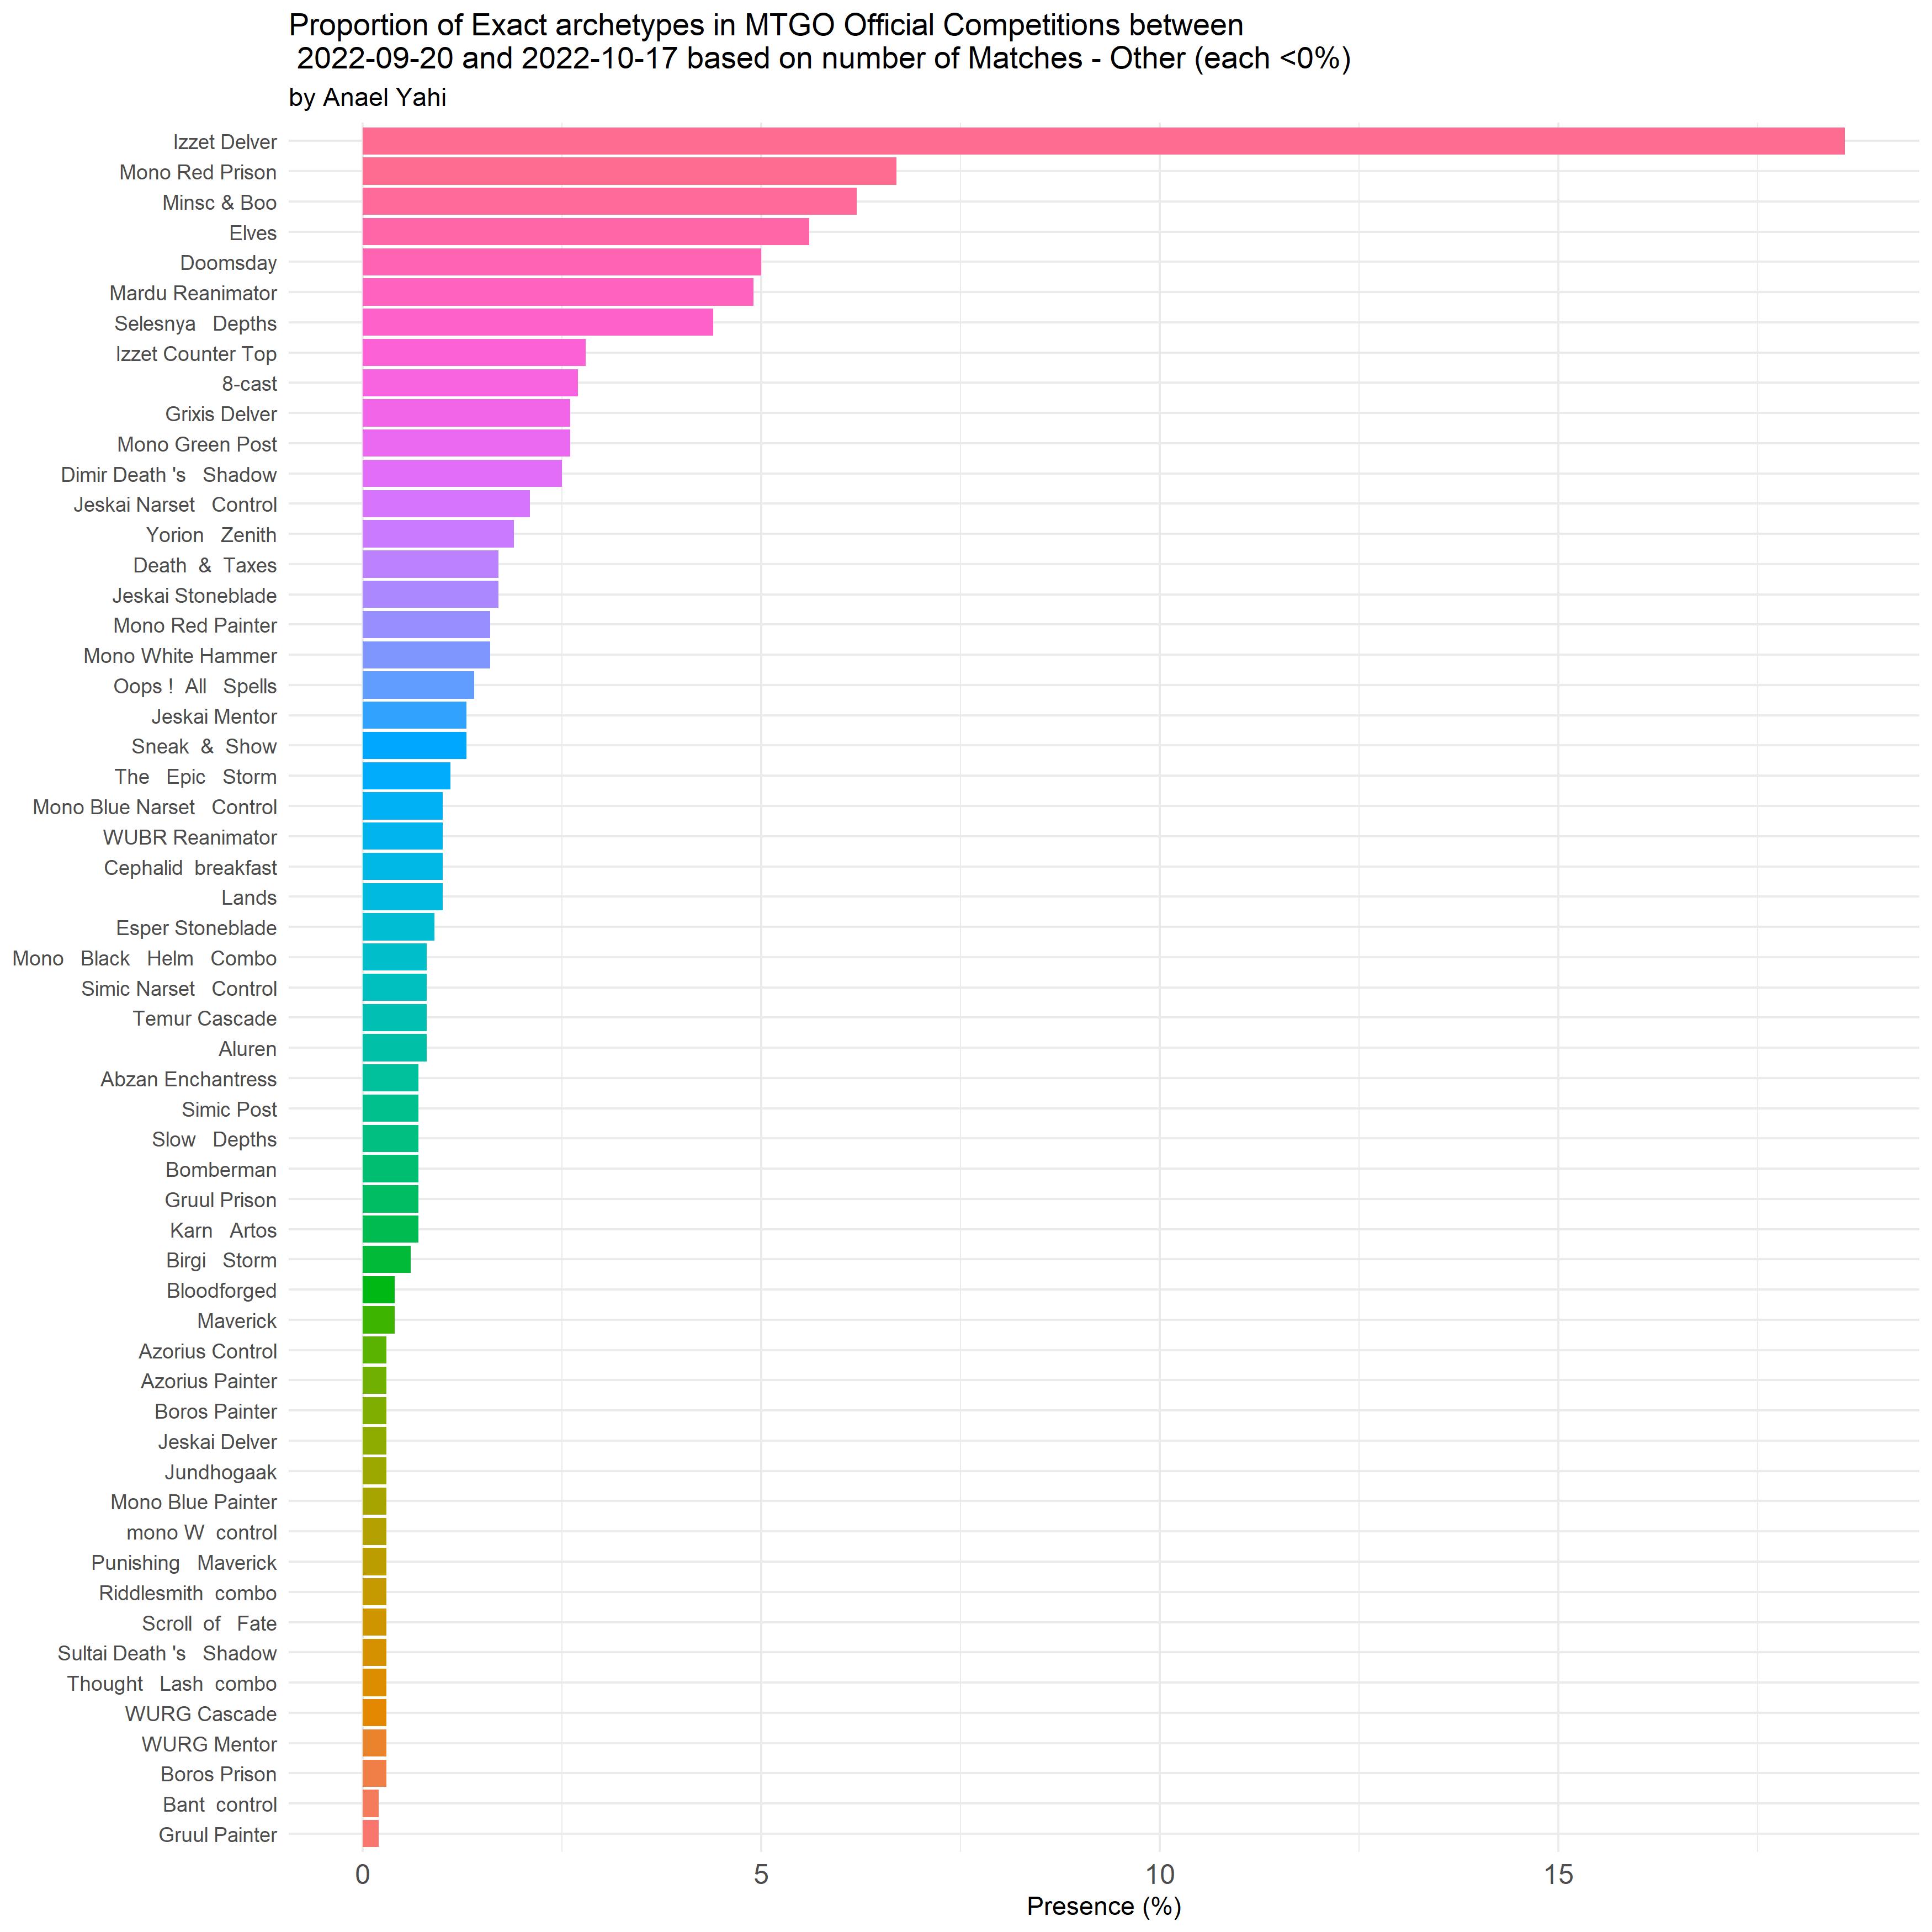 Proportion of Exact archetypes in MTGO Official Competitions between
2022-09-20 and 2022-10-17 based on number of Matches - Other (each <0%)
by Anael Yahi
Izzet Delver
Mono Red Prison
Minsc & Boo
Elves
Doomsday
Mardu Reanimator
Selesnya   Depths
Izzet Counter Top
8-cast
Grixis Delver
Mono Green Post
Dimir Death 's   Shadow
Jeskai Narset   Control
Yorion   Zenith
Death  &  Taxes
Jeskai Stoneblade
Mono Red Painter
Mono White Hammer
Oops !  All   Spells
Jeskai Mentor
Sneak  &  Show
The   Epic   Storm
Mono Blue Narset   Control
WUBR Reanimator
Cephalid  breakfast
Lands
Esper Stoneblade
Mono   Black   Helm   Combo
Simic Narset   Control
Temur Cascade
Aluren
Abzan Enchantress
Simic Post
Slow   Depths
Bomberman
Gruul Prison
Karn   Artos
Birgi   Storm
Bloodforged
Maverick
Azorius Control
Azorius Painter
Boros Painter
Jeskai Delver
Jundhogaak
Mono Blue Painter
mono W  control
Punishing   Maverick
Riddlesmith  combo
Scroll  of   Fate
Sultai Death 's   Shadow
Thought   Lash  combo
WURG Cascade
WURG Mentor
Boros Prison
Bant  control
Gruul Painter
0 5 10 15
Presence (%)